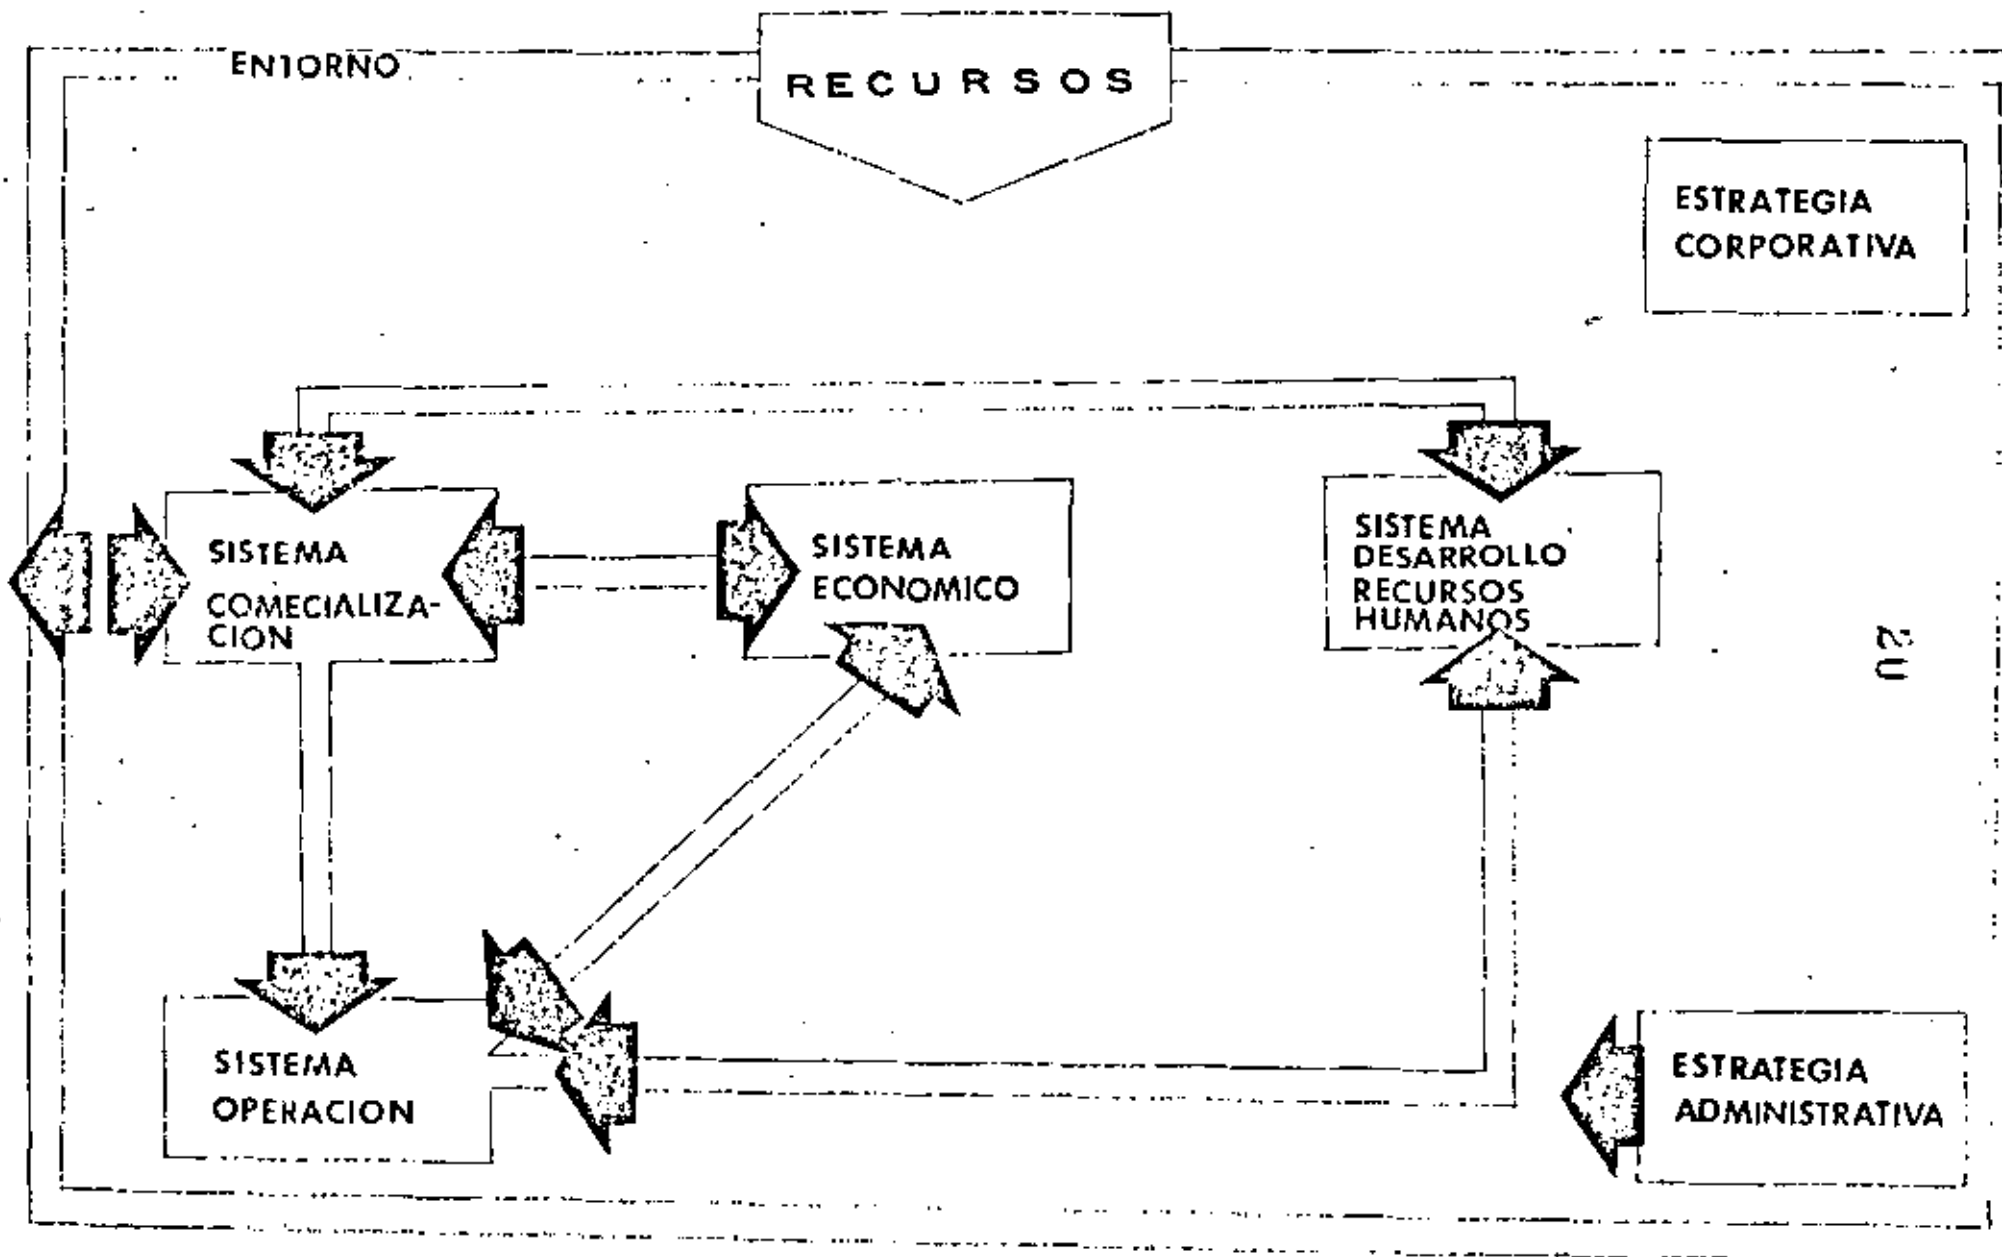 ENTORNO
RECURSOS
ESTRATEGIA
CORPORATIVA
SISTEMA
COMECIALIZA-
CION
SISTEMA
ECONOMICO
SISTEMA
DESARROLLO
RECURSOS
HUMANOS
20
SISTEMA
OPERACION
ESTRATEGIA
ADMINISTRATIVA